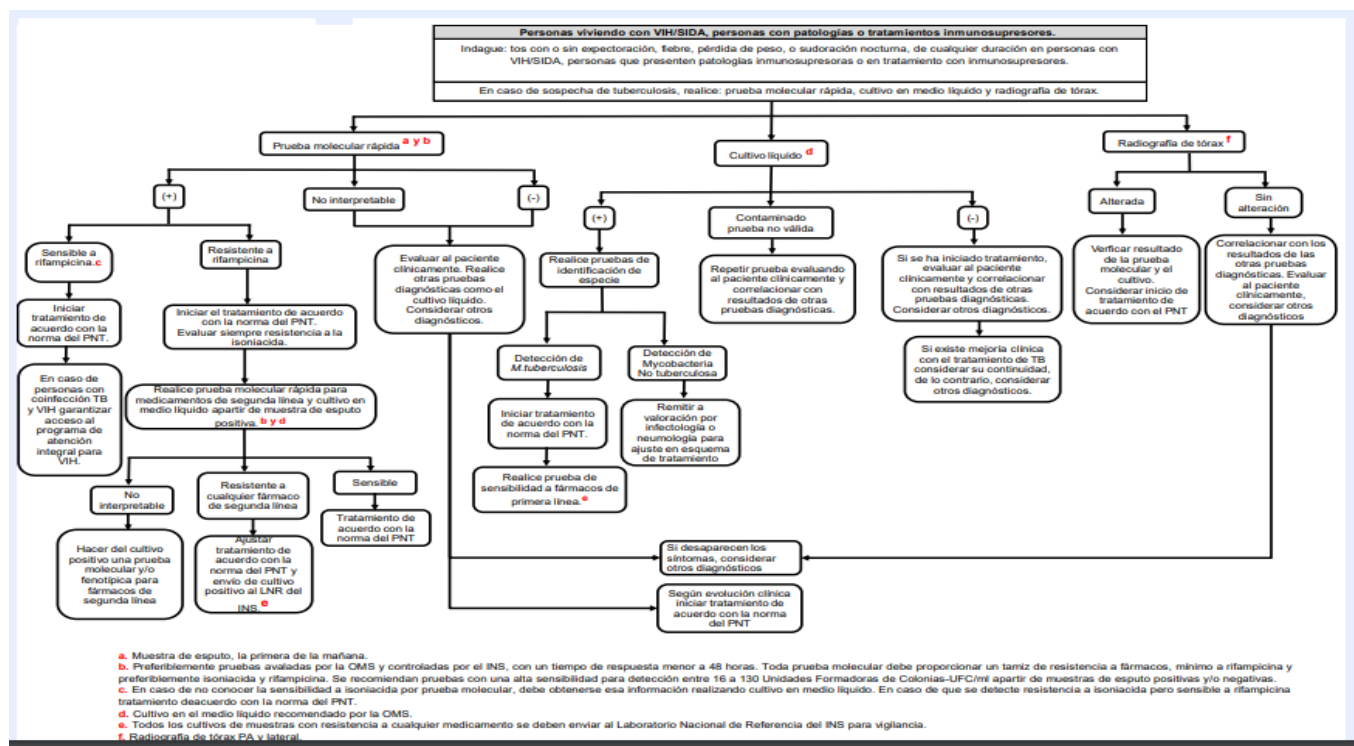 Personas viviendo con VIH/SIDA, personas con patologías o tratamientos inmunosupresores.
Indague: tos con o sin expectoración, fiebre, pérdida de peso, o sudoración nocturna, de cualquier duración en personas con
VIH/SIDA, personas que presenten patologías inmunosupresoras o en tratamiento con inmunosupresores.
En caso de sospecha de tuberculosis, realice: prueba molecular rápida, cultivo en medio líquido y radiografía de tórax.
Prueba molecular rápida a y b
(+)
No interpretable
(-)
Sensible a
rifampicina.c
Resistente a
rifampicina
Evaluar al paciente
clínicamente. Realice
otras pruebas
diagnósticas como el
cultivo líquido.
Considerar otros
diagnósticos.
Iniciar
tratamiento de
acuerdo con la
norma del PNT.
Iniciar el tratamiento de acuerdo
con la norma del PNT.
Evaluar siempre resistencia a la
isoniacida.
En caso de
personas con
coinfección TB
y VIH garantizar
acceso al
programa de
atención
integral para
VIH.
Realice prueba molecular rápida para
medicamentos de segunda línea y cultivo en
medio líquido apartir de muestra de esputo
positiva. b y d
No
interpretable
Resistente a
cualquier fármaco
de segunda línea
Sensible
Hacer del cultivo
positivo una prueba
molecular y/o
fenotípica para
fármacos de
segunda línea
Ajustar
tratamiento de
acuerdo con la
norma del PNT y
envío de cultivo
positivo al LNR del
INS.e
Tratamiento de
acuerdo con la
norma del PNT
Cultivo líquido d
(+)
Contaminado
prueba no válida
(-)
Realice pruebas de
identificación de
especie
Repetir prueba evaluando
al paciente clínicamente y
correlacionar con
resultados de otras
pruebas diagnósticas.
Si se ha iniciado tratamiento,
evaluar al paciente
clínicamente y correlacionar
con resultados de otras
pruebas diagnósticas.
Considerar otros diagnósticos.
Detección de
M.tuberculosis
Detección de
Mycobacteria
No tuberculosa
Si existe mejoría clínica
con el tratamiento de TB
considerar su continuidad,
de lo contrario, considerar
otros diagnósticos.
Iniciar tratamiento
de acuerdo con la
norma del PNT.
Remitir a
valoración por
infectología o
neumología para
ajuste en esquema
de tratamiento
Realice prueba de
sensibilidad a fármacos de
primera línea.e
Radiografía de tórax f
Alterada
Sin
alteración
Verficar resultado
de la prueba
molecular y el
cultivo.
Considerar inicio de
tratamiento de
acuerdo con el PNT
Correlacionar con los
resultados de las otras
pruebas
diagnósticas. Evaluar
al paciente
clínicamente,
considerar otros
diagnósticos
Si desaparecen los
síntomas, considerar
otros diagnósticos
Según evolución clínica
iniciar tratamiento de
acuerdo con la norma
del PNT
a. Muestra de esputo, la primera de la mañana.
b. Preferiblemente pruebas avaladas por la OMS y controladas por el INS, con un tiempo de respuesta menor a 48 horas. Toda prueba molecular debe proporcionar un tamiz de resistencia a fármacos, mínimo a rifampicina y
preferiblemente isoniacida y rifampicina. Se recomiendan pruebas con una alta sensibilidad para detección entre 16 a 130 Unidades Formadoras de Colonias-UFC/ml apartir de muestras de esputo positivas y/o negativas.
c. En caso de no conocer la sensibilidad a isoniacida por prueba molecular, debe obtenerse esa información realizando cultivo en medio líquido. En caso de que se detecte resistencia a isoniacida pero sensible a rifampicina
tratamiento deacuerdo con la norma del PNT.
d. Cultivo en el medio líquido recomendado por la OMS.
e. Todos los cultivos de muestras con resistencia a cualquier medicamento se deben enviar al Laboratorio Nacional de Referencia del INS para vigilancia.
f. Radiografía de tórax PA y lateral.